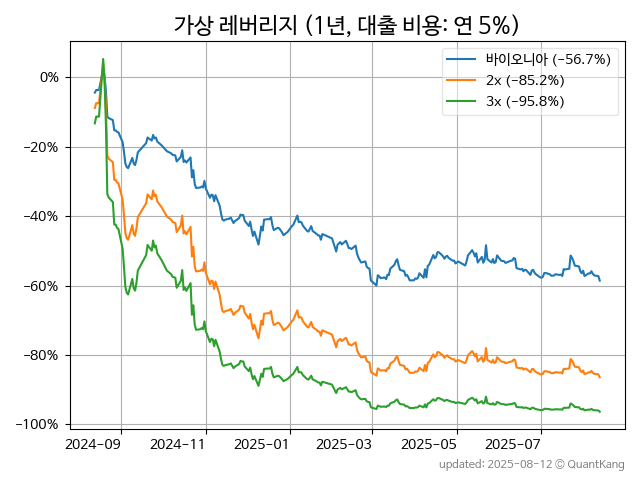 가상 레버리지 (1년, 대출 비용: 연 5%)
바이오니아 (−56.7%)
2x (−85.2%)
3x (−95.8%)
0%
−20%
−40%
−60%
−80%
−100%
2024-09 2024-11 2025-01 2025-03 2025-05 2025-07
updated: 2025-08-12 © QuantKang